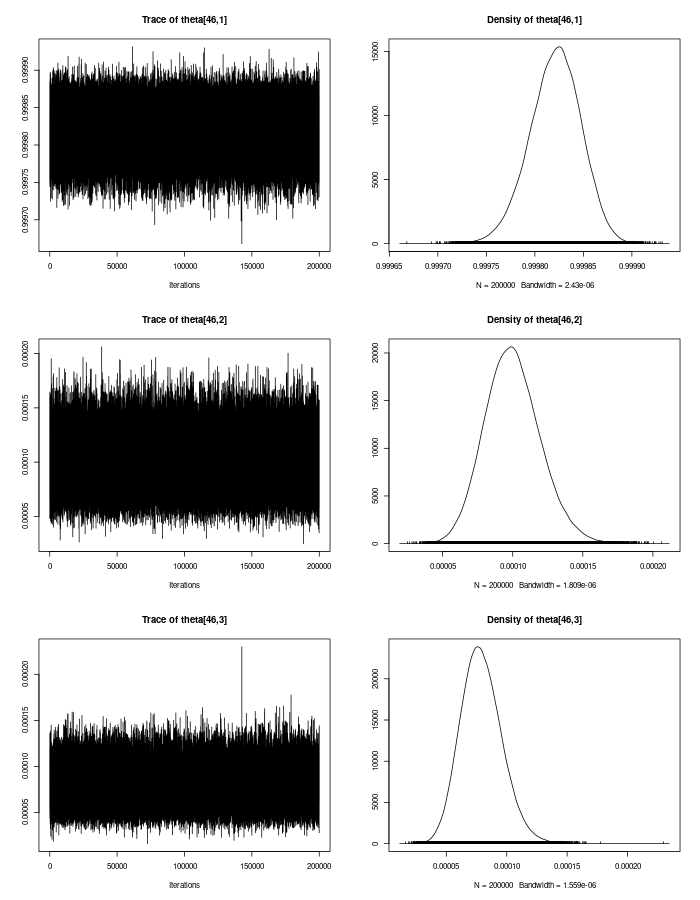 Trace of theta[46,1]
0.99970 0.99975 0.99980 0.99985 0.99990
0 50000 100000 150000 200000
Iterations
Density of theta[46,1]
0 5000 10000 15000
0.99965 0.99970 0.99975 0.99980 0.99985 0.99990
N = 200000 Bandwidth = 2.43e-06
Trace of theta[46,2]
0.00005 0.00010 0.00015 0.00020
0 50000 100000 150000 200000
Iterations
Density of theta[46,2]
0 5000 10000 15000 20000
0.00005 0.00010 0.00015 0.00020
N = 200000 Bandwidth = 1.809e-06
Trace of theta[46,3]
0.00005 0.00010 0.00015 0.00020
0 50000 100000 150000 200000
Iterations
Density of theta[46,3]
0 5000 10000 15000 20000
0.00005 0.00010 0.00015 0.00020
N = 200000 Bandwidth = 1.559e-06